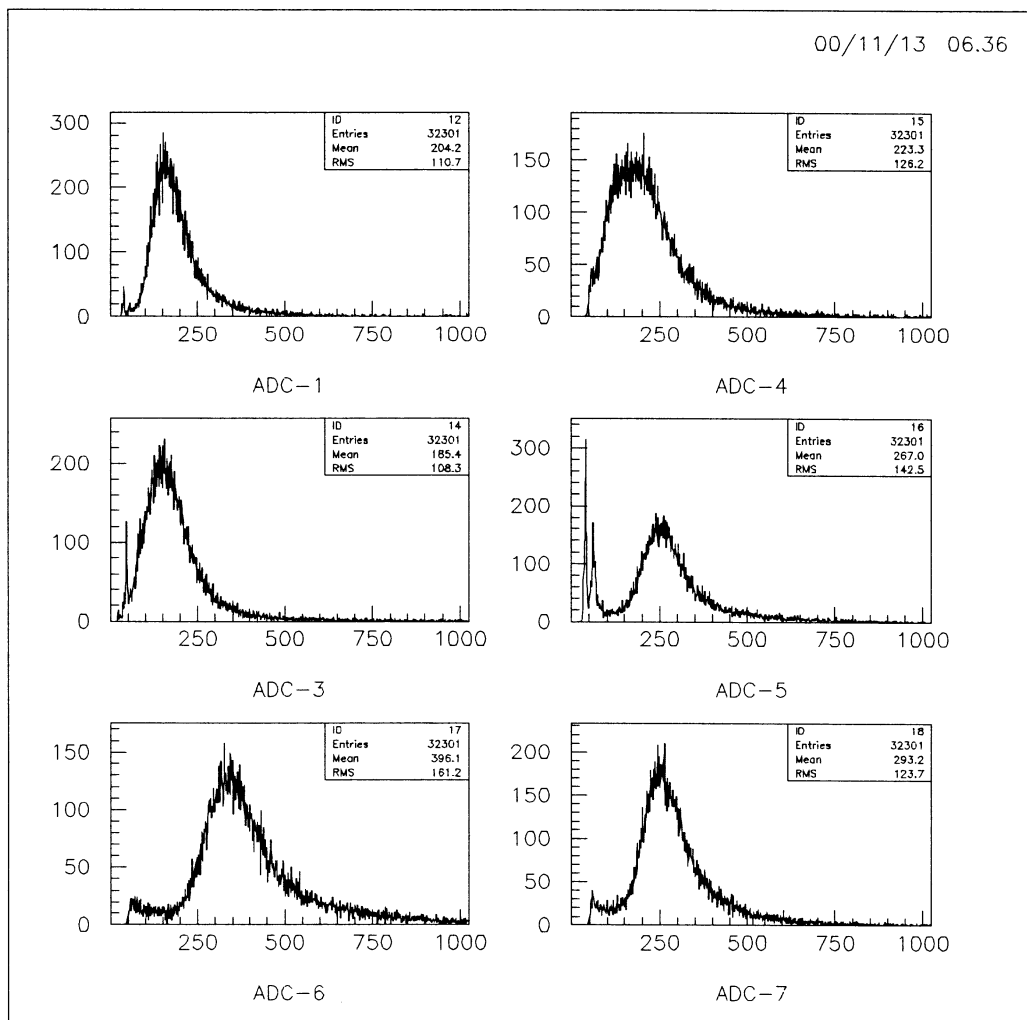 00/11/13 06.36
ID 12
Entries 32301
Mean 204.2
RMS 110.7
300
200
100
0
250 500 750 1000
ADC-1
ID 15
Entries 32301
Mean 223.3
RMS 126.2
150
100
50
0
250 500 750 1000
ADC-4
ID 14
Entries 32301
Mean 185.4
RMS 108.3
200
100
0
250 500 750 1000
ADC-3
ID 16
Entries 32301
Mean 267.0
RMS 142.5
300
200
100
0
250 500 750 1000
ADC-5
ID 17
Entries 32301
Mean 396.1
RMS 161.2
150
100
50
0
250 500 750 1000
ADC-6
ID 18
Entries 32301
Mean 293.2
RMS 123.7
200
150
100
50
0
250 500 750 1000
ADC-7